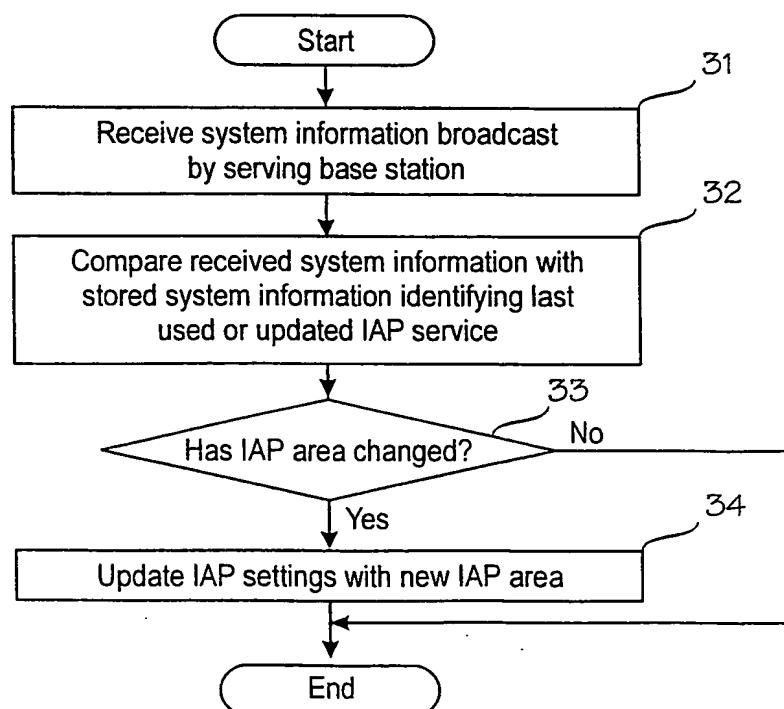 Start
31
Receive system information broadcast
by serving base station
32
Compare received system information with
stored system information identifying last
used or updated IAP service
33
Has IAP area changed?
No
Yes
34
Update IAP settings with new IAP area
End